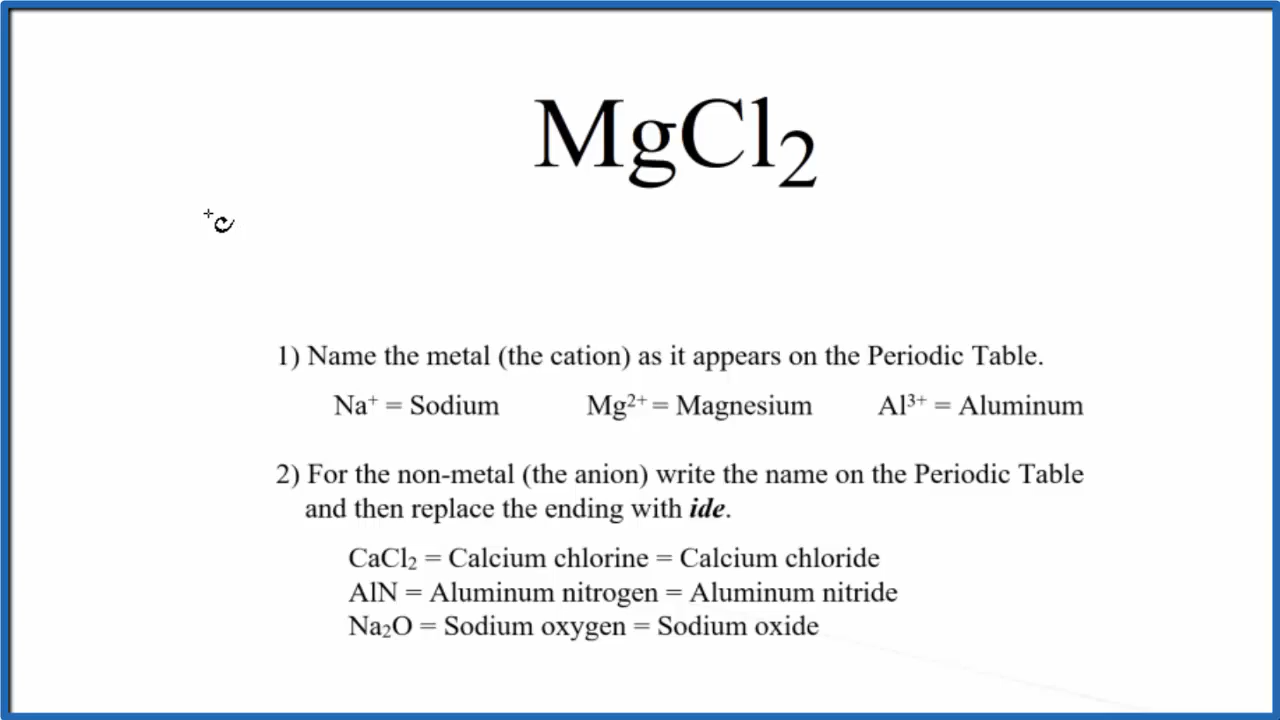 MgCl₂
1) Name the metal (the cation) as it appears on the Periodic Table.
Na⁺ = Sodium Mg²⁺ = Magnesium Al³⁺ = Aluminum
2) For the non-metal (the anion) write the name on the Periodic Table
and then replace the ending with ide.
CaCl₂ = Calcium chlorine = Calcium chloride
AlN = Aluminum nitrogen = Aluminum nitride
Na₂O = Sodium oxygen = Sodium oxide